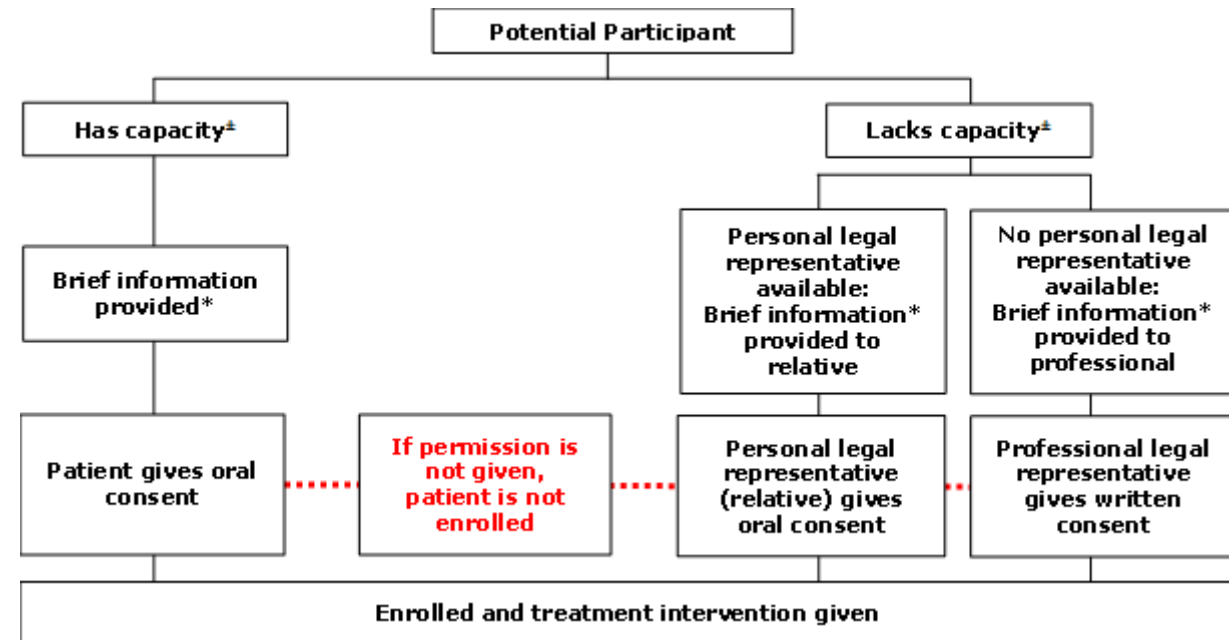 Potential Participant
Has capacity±
Lacks capacity±
Brief information
provided*
Personal legal
representative
available:
Brief information*
provided to
relative
No personal legal
representative
available:
Brief information*
provided to
professional
Patient gives oral
consent
If permission is
not given,
patient is not
enrolled
Personal legal
representative
(relative) gives
oral consent
Professional legal
representative
gives written
consent
Enrolled and treatment intervention given